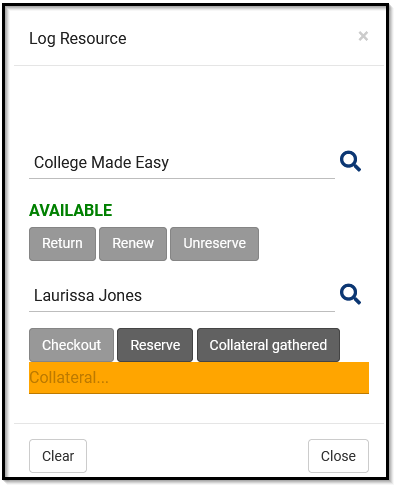 Log Resource ×
College Made Easy
AVAILABLE
Return Renew Unreserve
Laurissa Jones
Checkout Reserve Collateral gathered
Collateral...
Clear Close